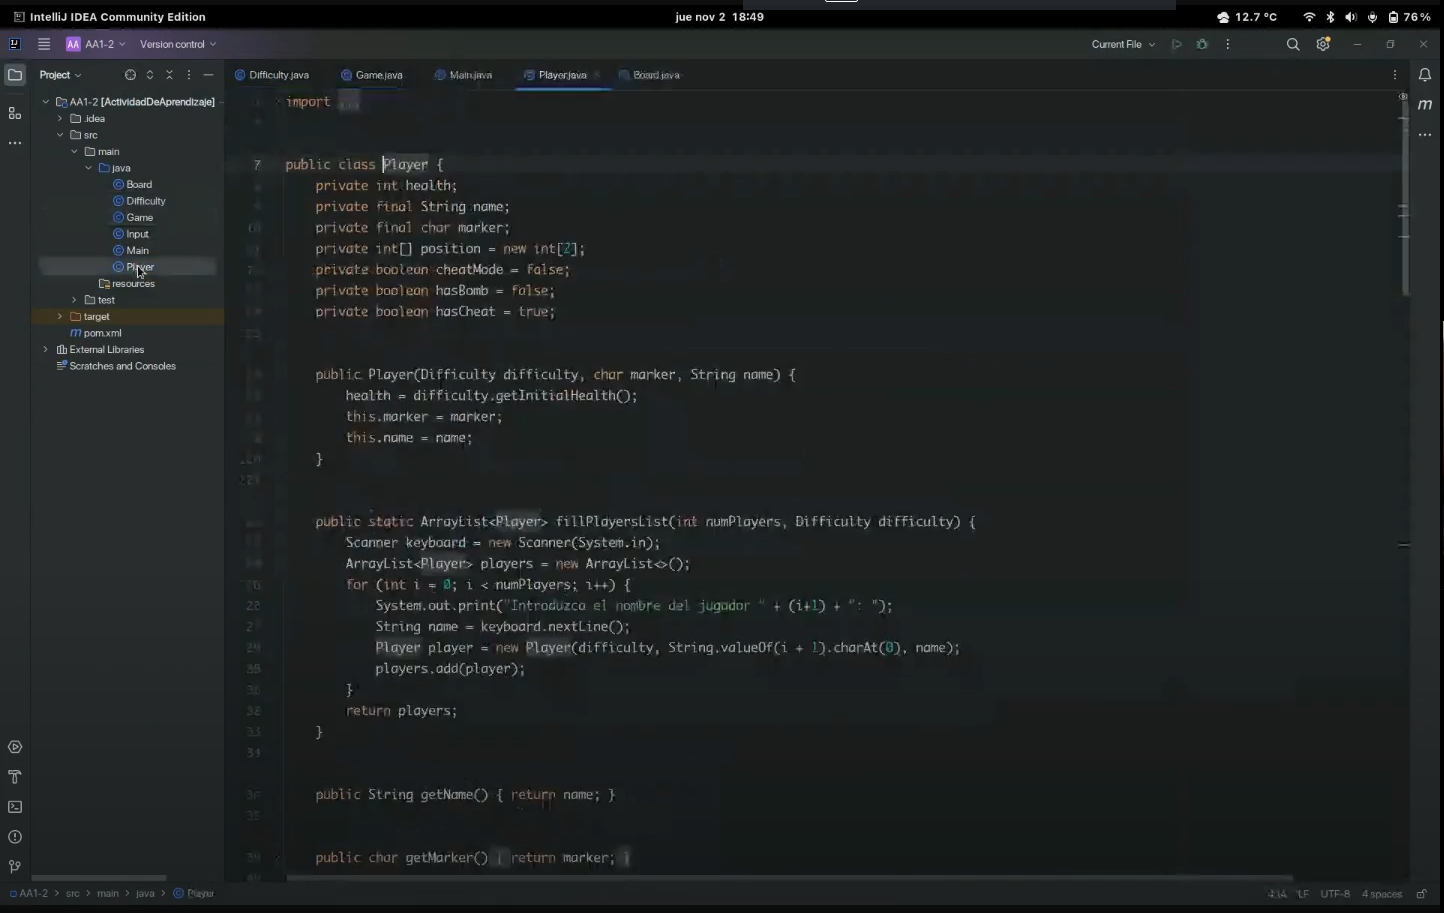 IntelliJ IDEA Community Edition
jue nov 2 18:49
12.7 °C
76 %
AA AA1-2
Version control
Current File
Project
Difficulty.java
Game.java
Main.java
Player.java
Board.java
AA1-2 [ActividadDeAprendizaje]
.idea
src
main
java
Board
Difficulty
Game
Input
Main
Player
resources
test
target
pom.xml
External Libraries
Scratches and Consoles
import ...
7 public class Player {
private int health;
private final String name;
private final char marker;
private int[] position = new int[2];
private boolean cheatMode = false;
private boolean hasBomb = false;
private boolean hasCheat = true;
public Player(Difficulty difficulty, char marker, String name) {
health = difficulty.getInitialHealth();
this.marker = marker;
this.name = name;
}
public static ArrayList<Player> fillPlayersList(int numPlayers, Difficulty difficulty) {
Scanner keyboard = new Scanner(System.in);
ArrayList<Player> players = new ArrayList<>();
for (int i = 0; i < numPlayers; i++) {
System.out.print("Introduzca el nombre del jugador " + (i+1) + ": ");
String name = keyboard.nextLine();
Player player = new Player(difficulty, String.valueOf(i + 1).charAt(0), name);
players.add(player);
}
return players;
}
public String getName() { return name; }
public char getMarker() { return marker; }
AA1-2 > src > main > java > Player
LF UTF-8 4 spaces